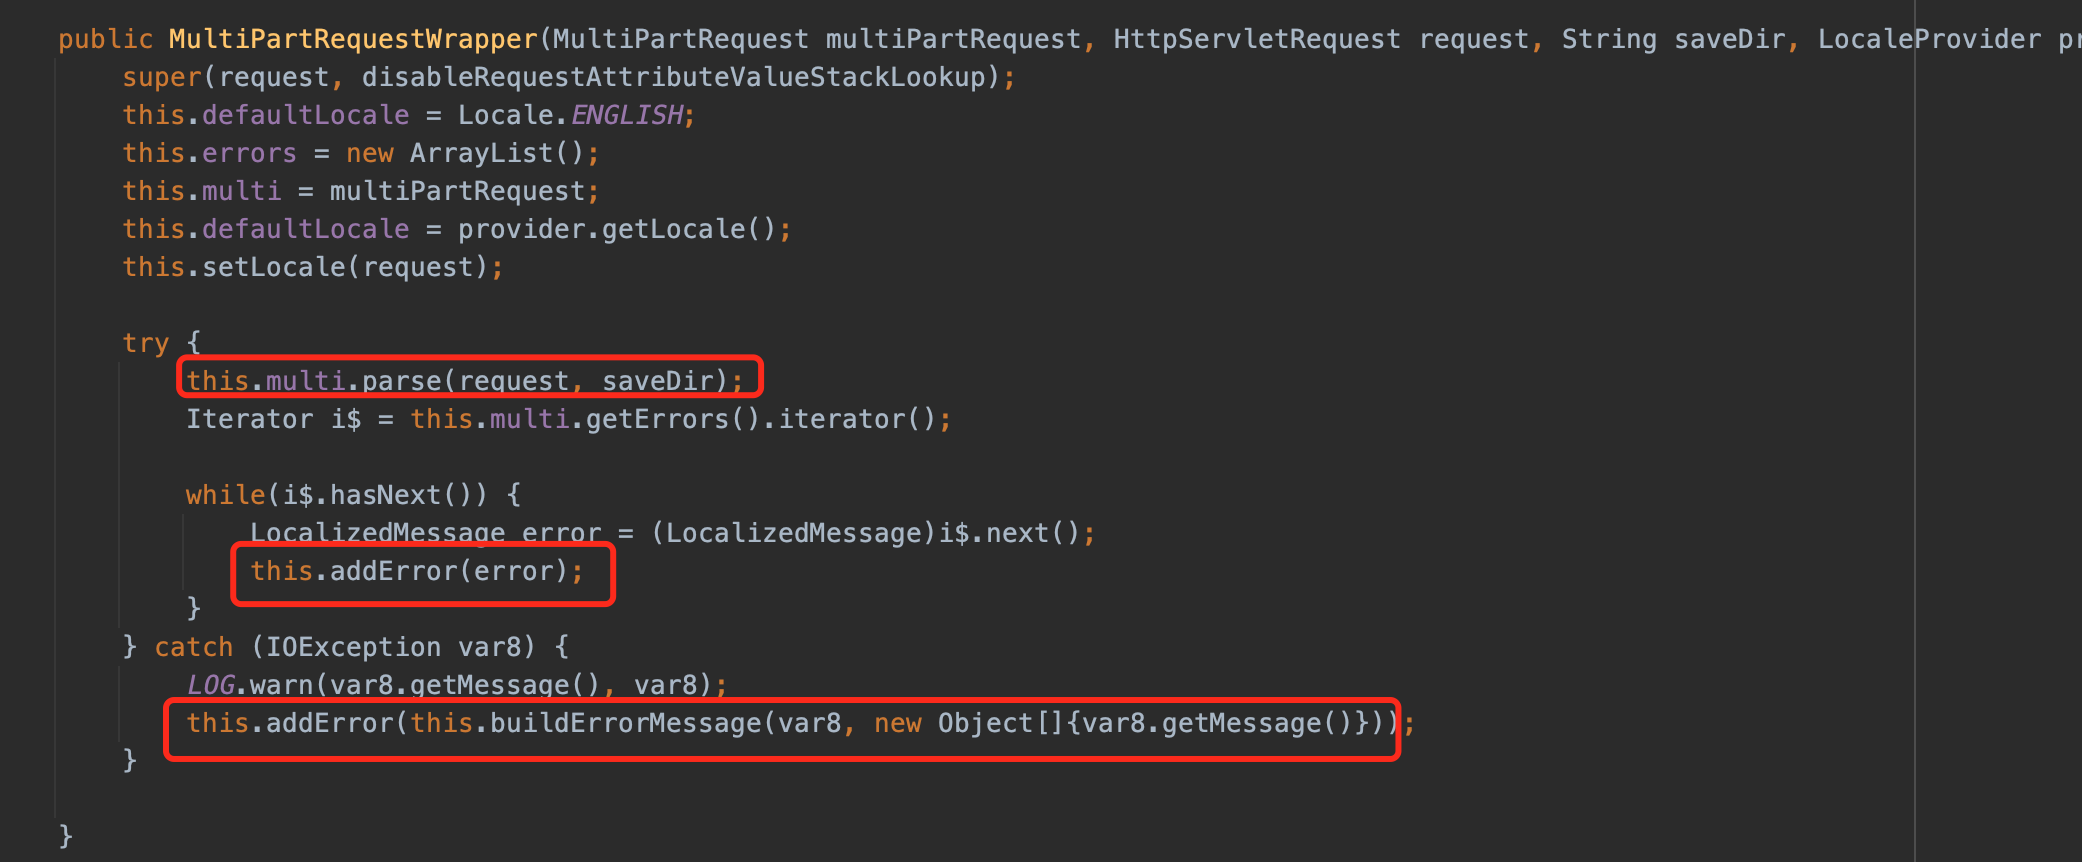 public MultiPartRequestWrapper(MultiPartRequest multiPartRequest, HttpServletRequest request, String saveDir, LocaleProvider pr
super(request, disableRequestAttributeValueStackLookup);
this.defaultLocale = Locale.ENGLISH;
this.errors = new ArrayList();
this.multi = multiPartRequest;
this.defaultLocale = provider.getLocale();
this.setLocale(request);
try {
this.multi.parse(request, saveDir);
Iterator i$ = this.multi.getErrors().iterator();
while(i$.hasNext()) {
LocalizedMessage error = (LocalizedMessage)i$.next();
this.addError(error);
}
} catch (IOException var8) {
LOG.warn(var8.getMessage(), var8);
this.addError(this.buildErrorMessage(var8, new Object[]{var8.getMessage()}));
}
}